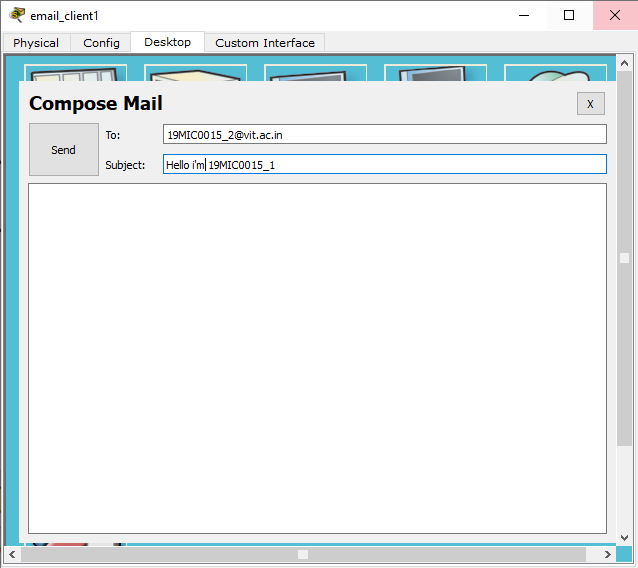 email_client1
Physical Config Desktop Custom Interface
Compose Mail X
Send
To: 19MIC0015_2@vit.ac.in
Subject: Hello i'm 19MIC0015_1